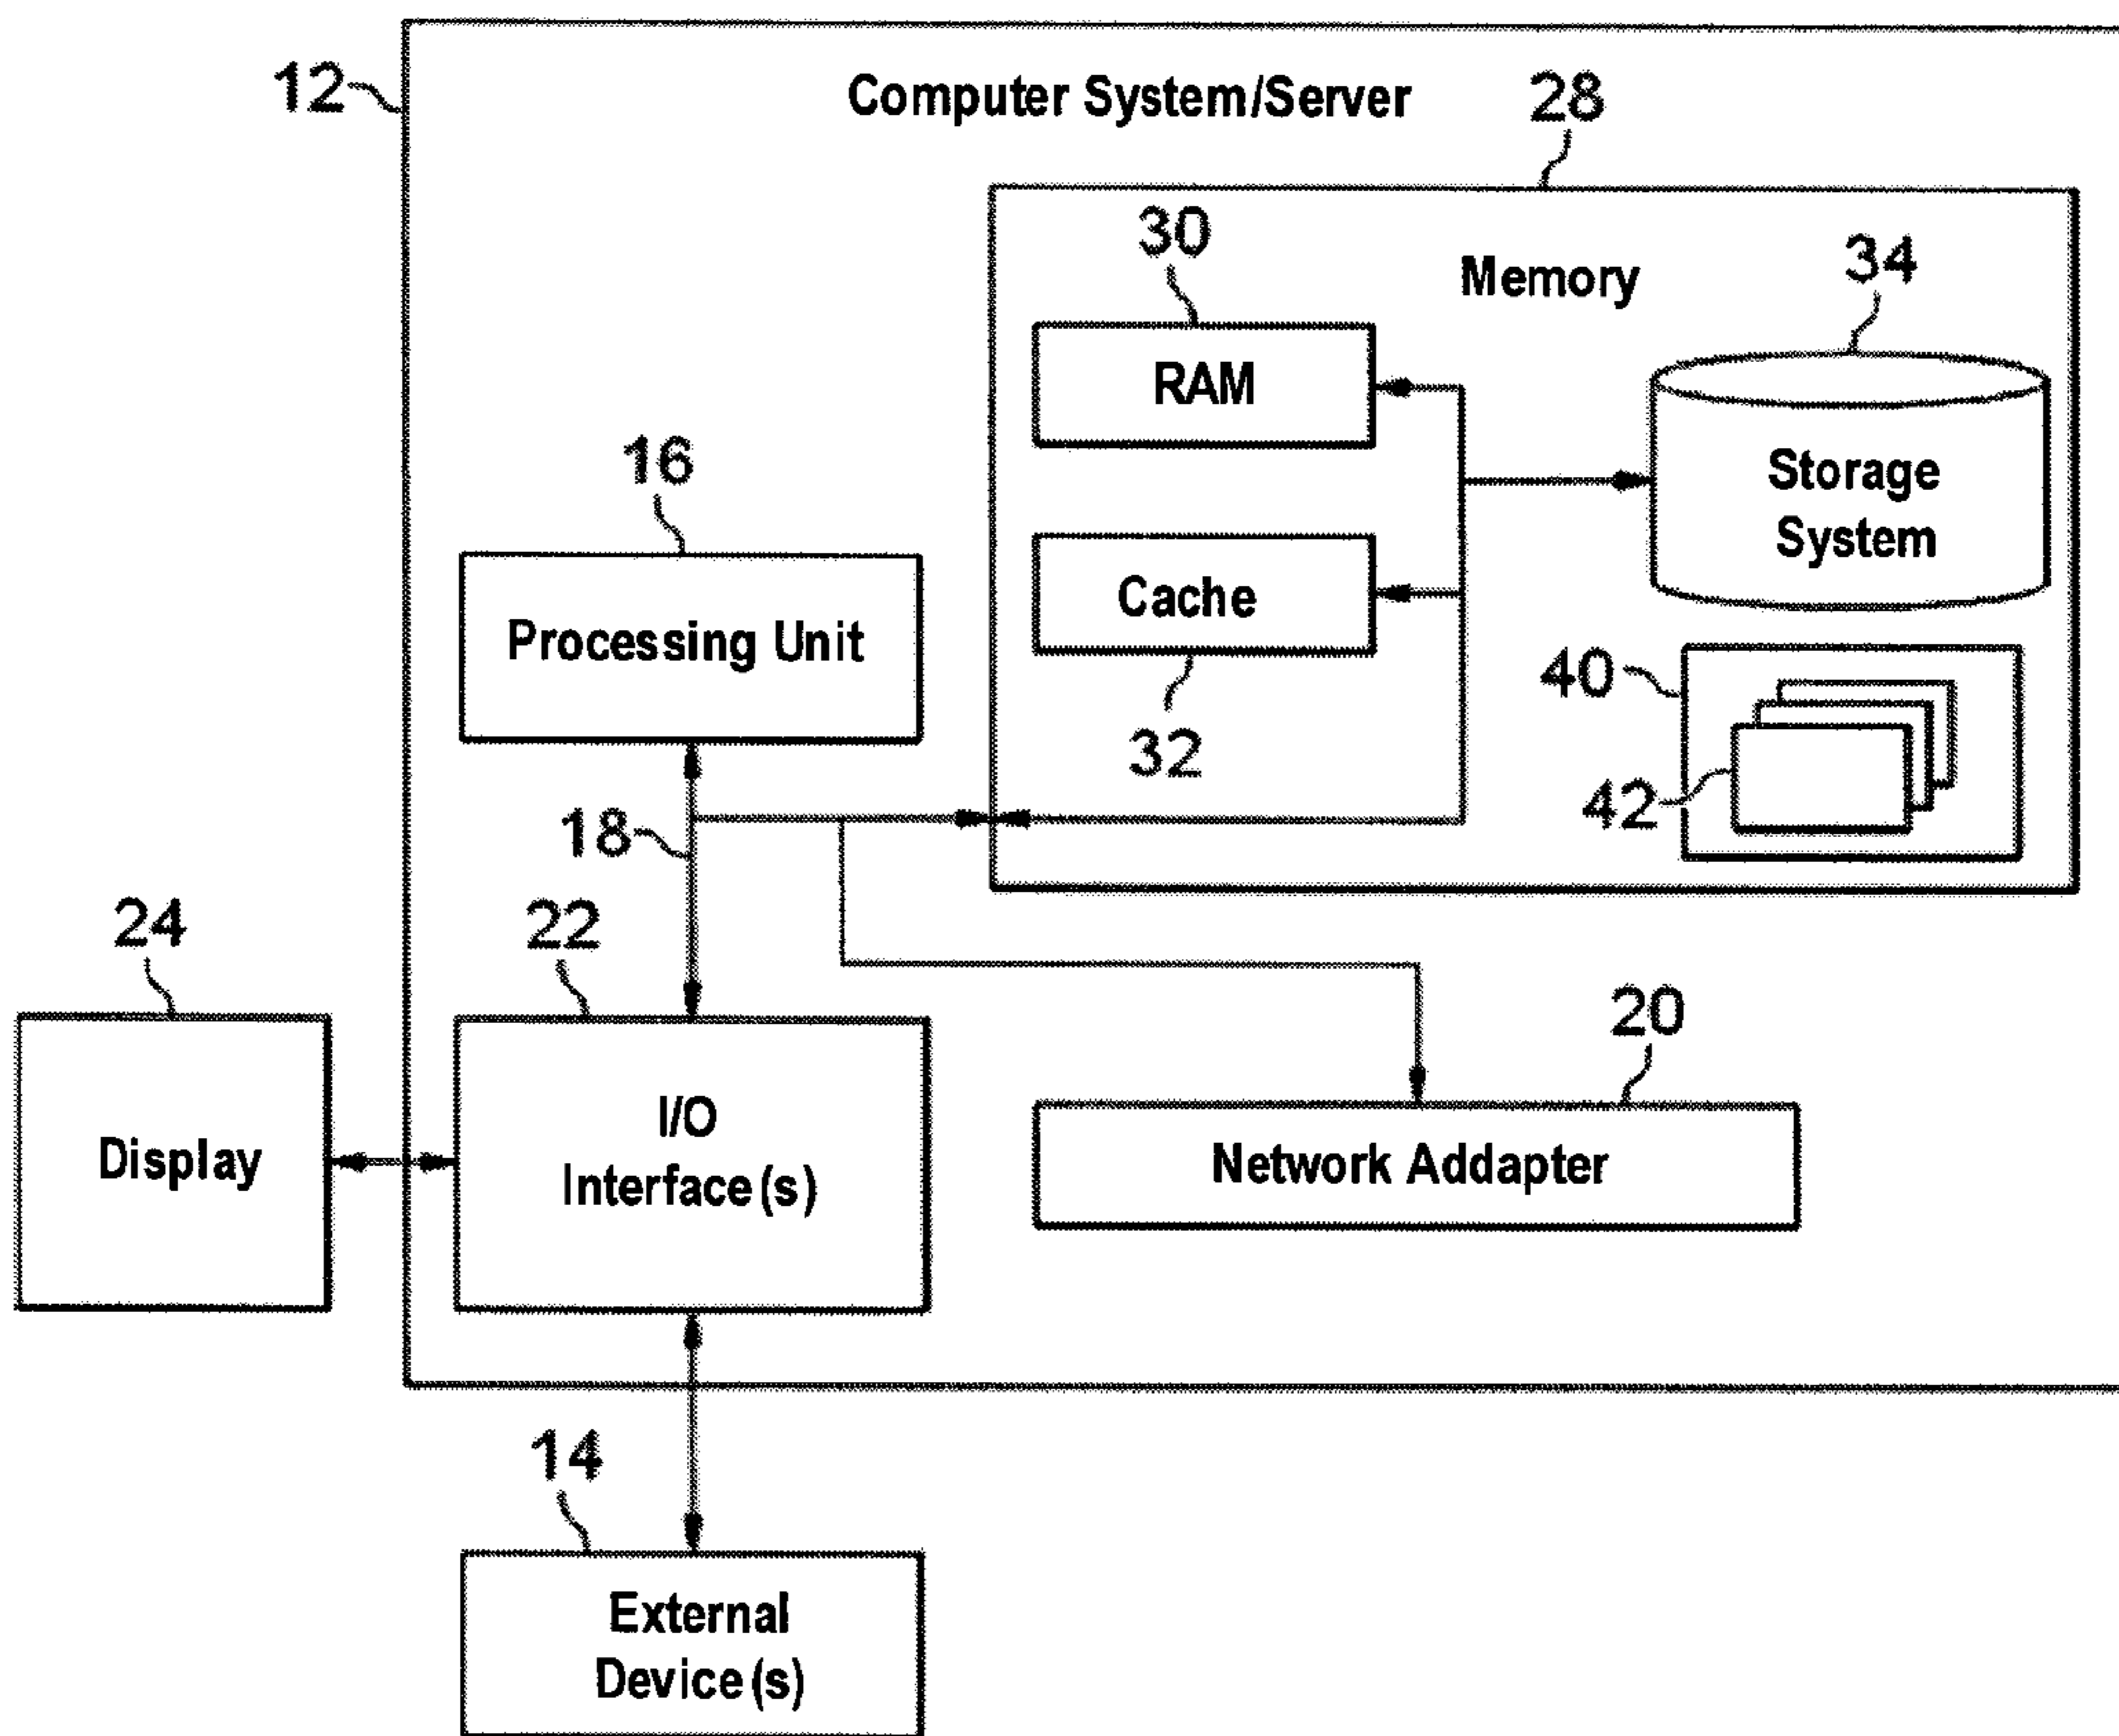 12
Computer System/Server
28
30
Memory
34
RAM
16
Storage
System
Cache
Processing Unit
40
32
42
18
24
22
20
I/O
Interface(s)
Display
Network Addapter
14
External
Device(s)